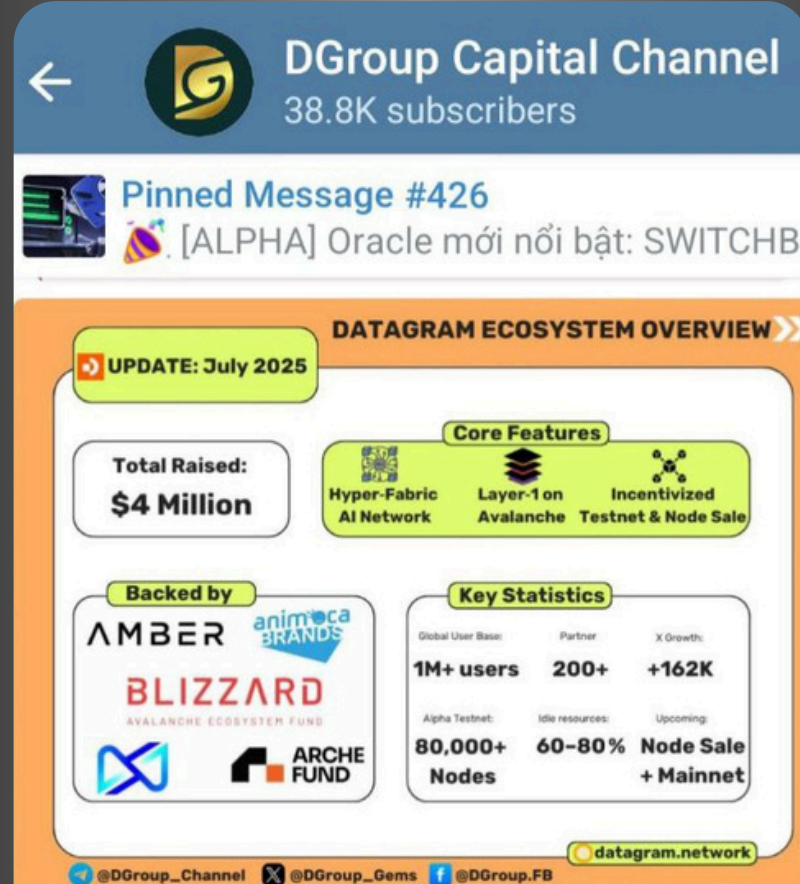 DGroup Capital Channel
38.8K subscribers
Pinned Message #426
[ALPHA] Oracle mới nổi bật: SWITCHB
DATAGRAM ECOSYSTEM OVERVIEW
UPDATE: July 2025
Total Raised:
$4 Million
Core Features
Hyper-Fabric
AI Network
Layer-1 on
Avalanche
Incentivized
Testnet & Node Sale
Backed by
AMBER
animoca
BRANDS
BLIZZARD
AVALANCHE ECOSYSTEM FUND
ARCHE
FUND
Key Statistics
Global User Base:
1M+ users
Partner
200+
X Growth:
+162K
Alpha Testnet:
80,000+
Nodes
Idle resources:
60–80%
Upcoming:
Node Sale
+ Mainnet
datagram.network
@DGroup_Channel
@DGroup_Gems
@DGroup.FB